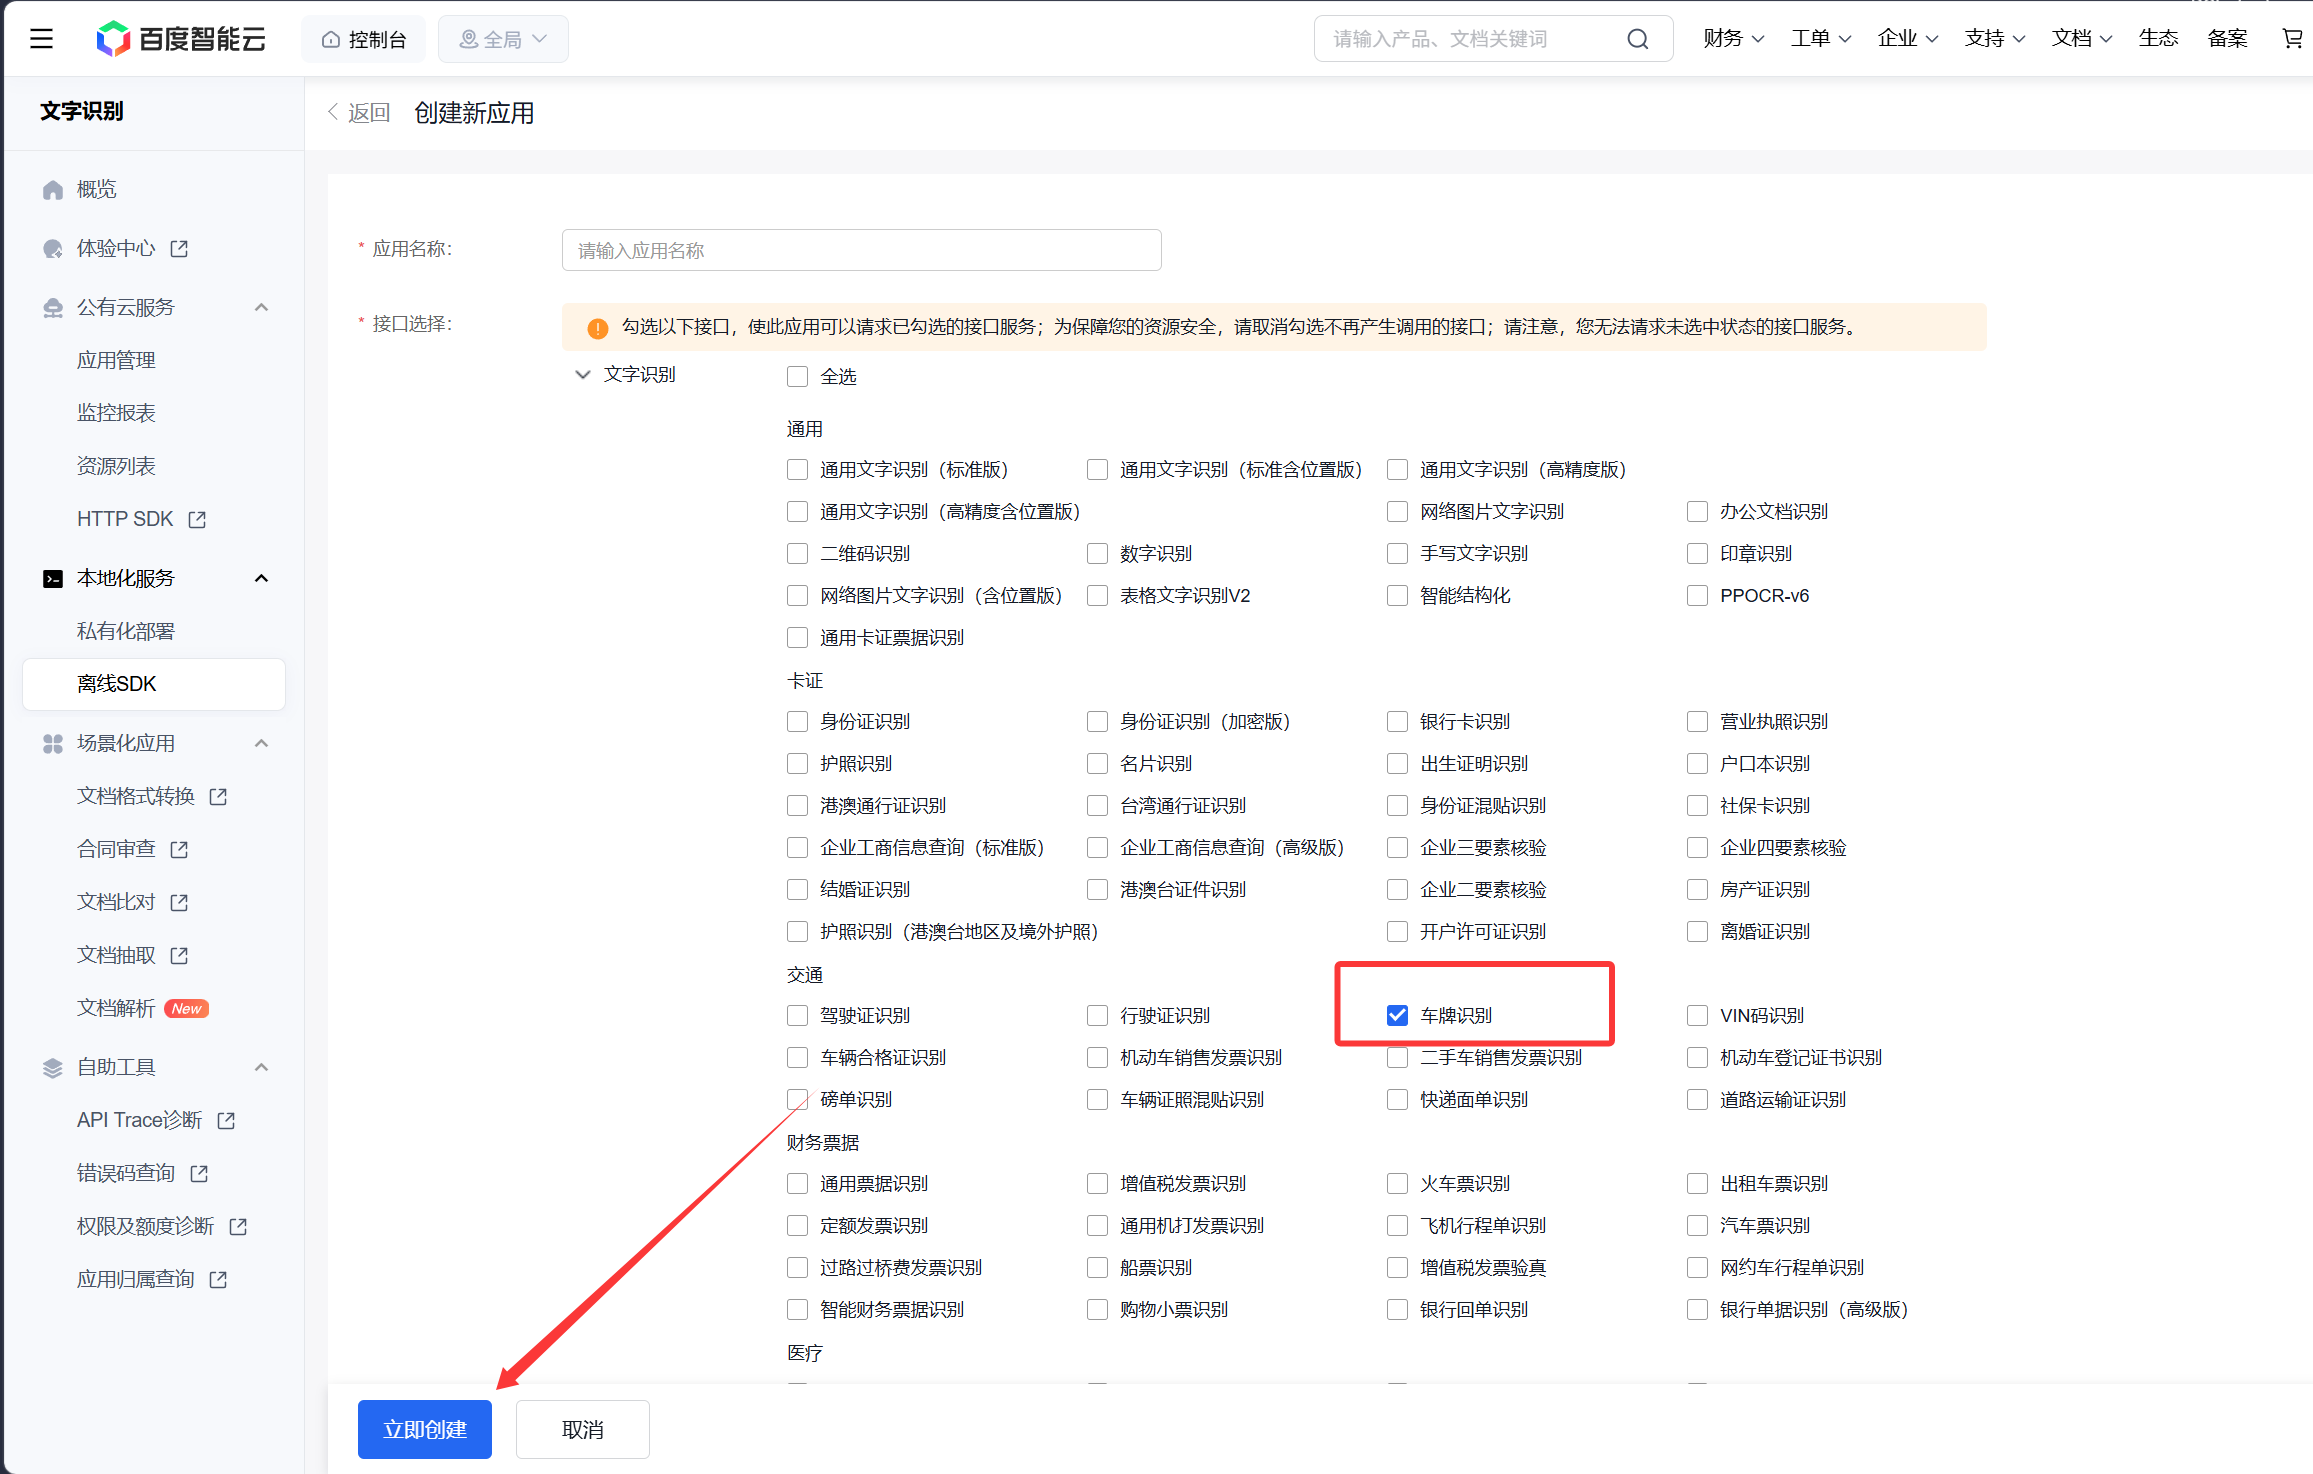 百度智能云
控制台
全局
请输入产品、文档关键词
财务
工单
企业
支持
文档
生态
备案
文字识别
返回
创建新应用
概览
体验中心
公有云服务
应用管理
监控报表
资源列表
HTTP SDK
本地化服务
私有化部署
离线SDK
场景化应用
文档格式转换
合同审查
文档比对
文档抽取
文档解析 New
自助工具
API Trace诊断
错误码查询
权限及额度诊断
应用归属查询
* 应用名称：
请输入应用名称
* 接口选择：
勾选以下接口，使此应用可以请求已勾选的接口服务；为保障您的资源安全，请取消勾选不再产生调用的接口；请注意，您无法请求未选中状态的接口服务。
文字识别
全选
通用
通用文字识别（标准版） 通用文字识别（标准含位置版） 通用文字识别（高精度版）
通用文字识别（高精度含位置版） 网络图片文字识别 办公文档识别
二维码识别 数字识别 手写文字识别 印章识别
网络图片文字识别（含位置版） 表格文字识别V2 智能结构化 PPOCR-v6
通用卡证票据识别
卡证
身份证识别 身份证识别（加密版） 银行卡识别 营业执照识别
护照识别 名片识别 出生证明识别 户口本识别
港澳通行证识别 台湾通行证识别 身份证混贴识别 社保卡识别
企业工商信息查询（标准版） 企业工商信息查询（高级版） 企业三要素核验 企业四要素核验
结婚证识别 港澳台证件识别 企业二要素核验 房产证识别
护照识别（港澳台地区及境外护照） 开户许可证识别 离婚证识别
交通
驾驶证识别 行驶证识别 车牌识别 VIN码识别
车辆合格证识别 机动车销售发票识别 二手车销售发票识别 机动车登记证书识别
磅单识别 车辆证照混贴识别 快递面单识别 道路运输证识别
财务票据
通用票据识别 增值税发票识别 火车票识别 出租车票识别
定额发票识别 通用机打发票识别 飞机行程单识别 汽车票识别
过路过桥费发票识别 船票识别 增值税发票验真 网约车行程单识别
智能财务票据识别 购物小票识别 银行回单识别 银行单据识别（高级版）
医疗
立即创建
取消